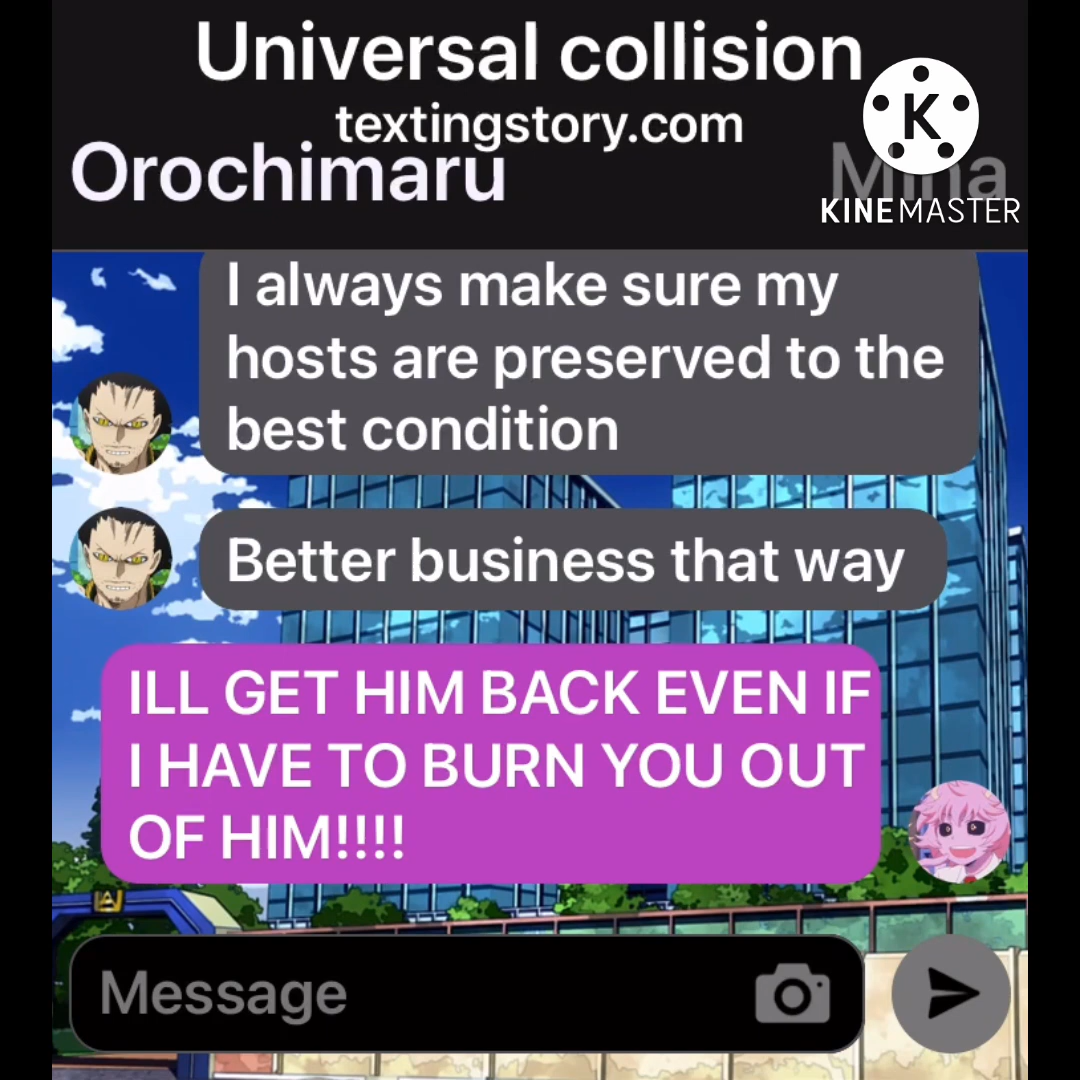 Universal collision
textingstory.com
Orochimaru
Mina
K
KINEMASTER
I always make sure my
hosts are preserved to the
best condition
Better business that way
ILL GET HIM BACK EVEN IF
I HAVE TO BURN YOU OUT
OF HIM!!!!
Message